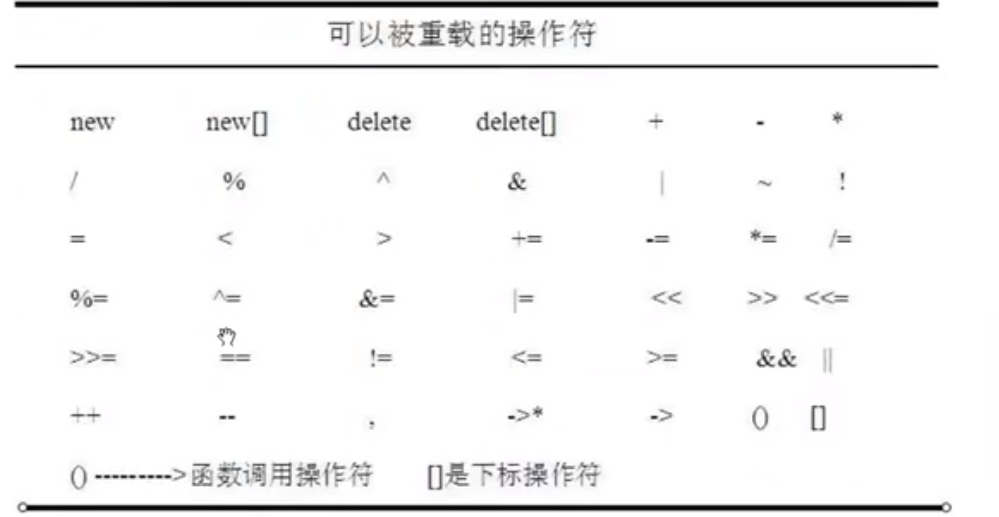 可以被重载的操作符
new new[] delete delete[] + - *
/ % ^ & | ~ !
= < > += -= *= /=
%= ^= &= |= << >> <<=
>>= == != <= >= && ||
++ -- , ->* -> () []
() --------->函数调用操作符 []是下标操作符